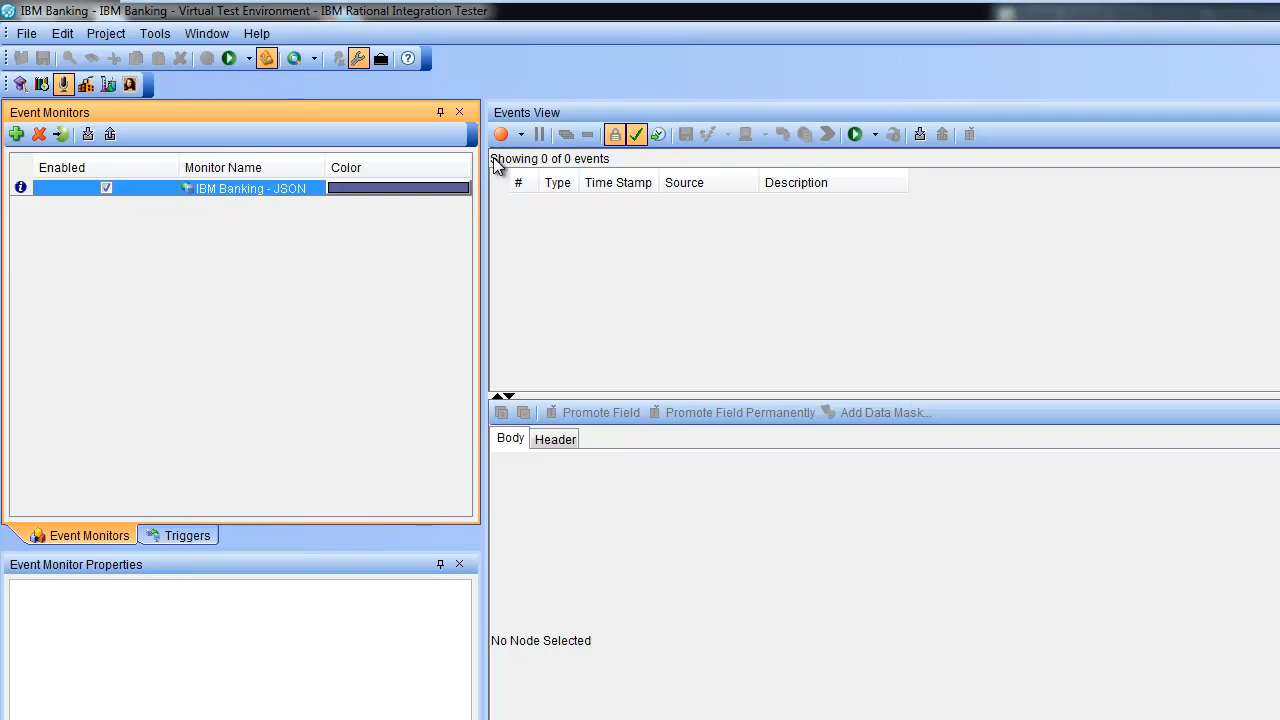 IBM Banking - IBM Banking - Virtual Test Environment - IBM Rational Integration Tester
File Edit Project Tools Window Help
Event Monitors
Enabled Monitor Name Color
IBM Banking - JSON
Event Monitors Triggers
Event Monitor Properties
Events View
Showing 0 of 0 events
# Type Time Stamp Source Description
Promote Field Promote Field Permanently Add Data Mask...
Body Header
No Node Selected